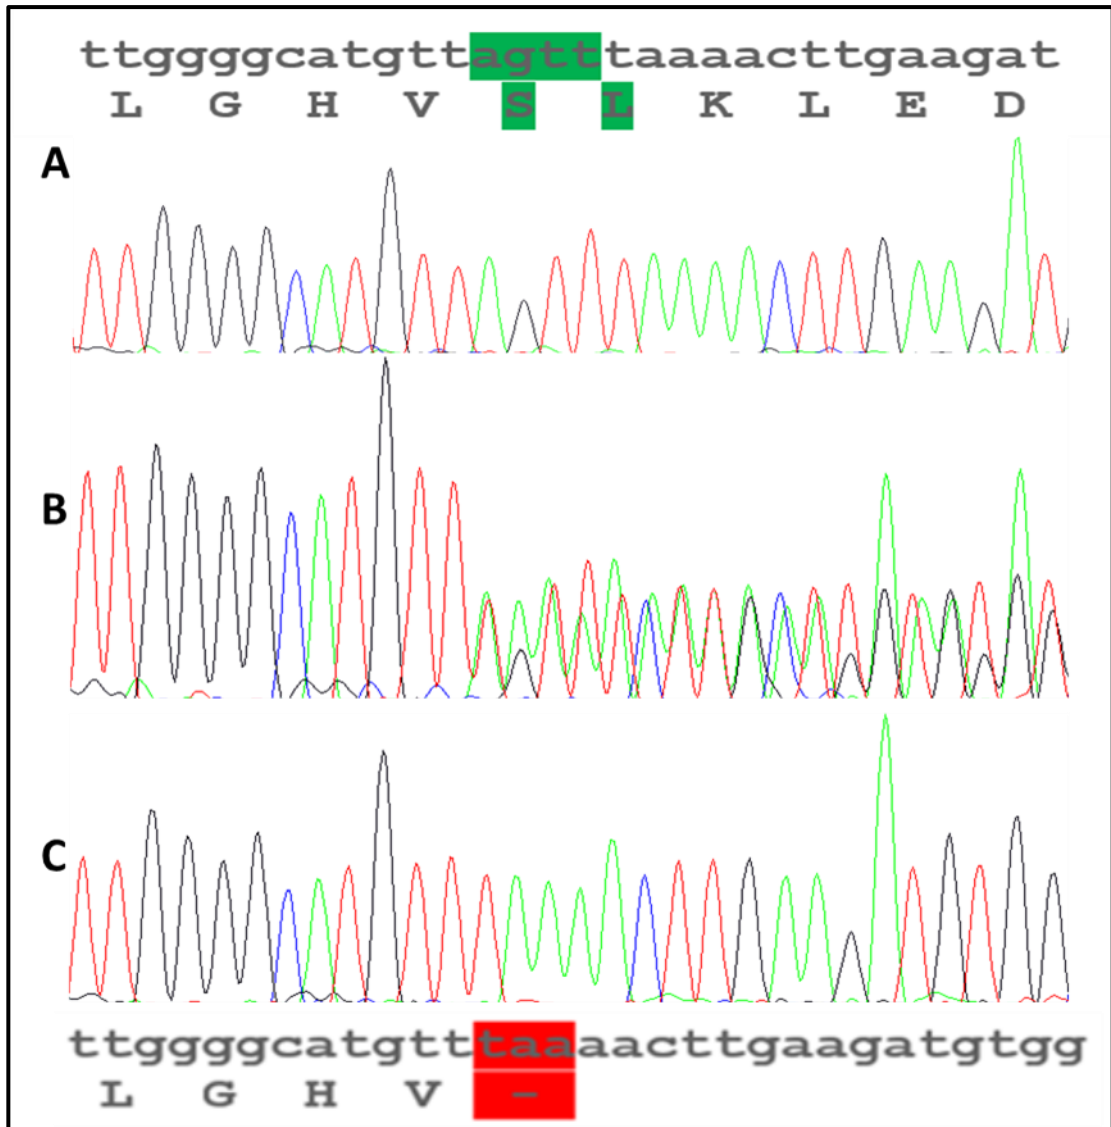 ttggggcatgttagtttaaaacttgaagat
L G H V S L K L E D
A
B
C
ttggggcatgtttaaaacttgaagatgtgg
L G H V –